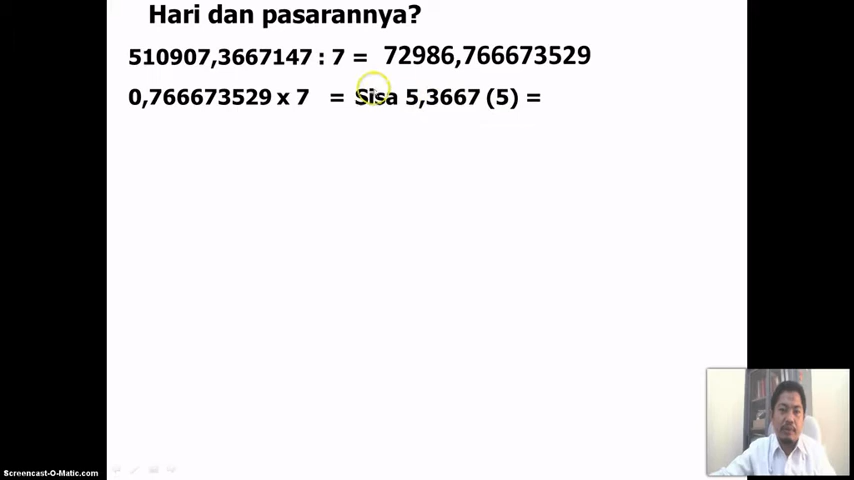 Hari dan pasarannya?
510907,3667147 : 7 = 72986,766673529
0,766673529 x 7 = Sisa 5,3667 (5) =
Screencast-O-Matic.com